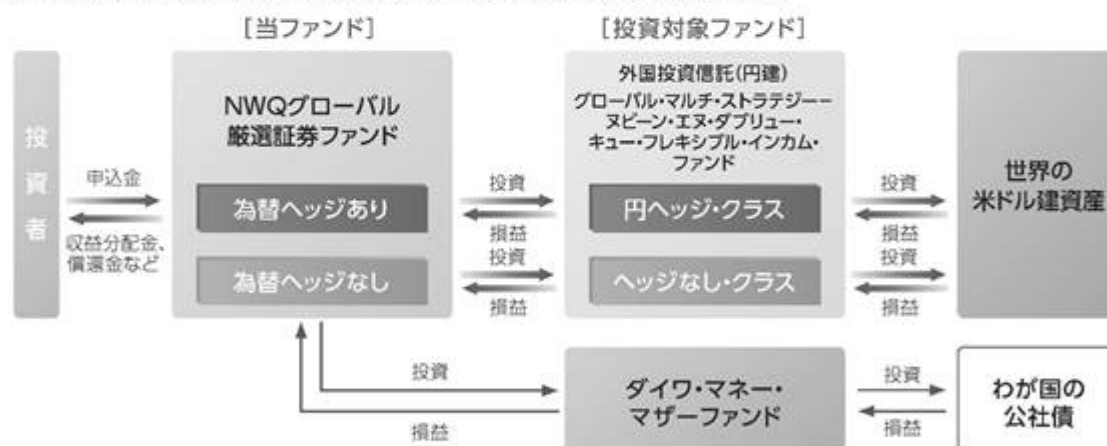 [当ファンド]
[投資対象ファンド]
投資者
申込金
収益分配金、
償還金など
NWQグローバル
厳選証券ファンド
為替ヘッジあり
為替ヘッジなし
投資
損益
投資
損益
外国投資信託(円建)
グローバル・マルチ・ストラテジー－
ヌビーン・エヌ・ダブリュー・
キュー・フレキシブル・インカム・
ファンド
円ヘッジ・クラス
ヘッジなし・クラス
投資
損益
投資
損益
世界の
米ドル建資産
投資
損益
ダイワ・マネー・
マザーファンド
投資
損益
わが国の
公社債